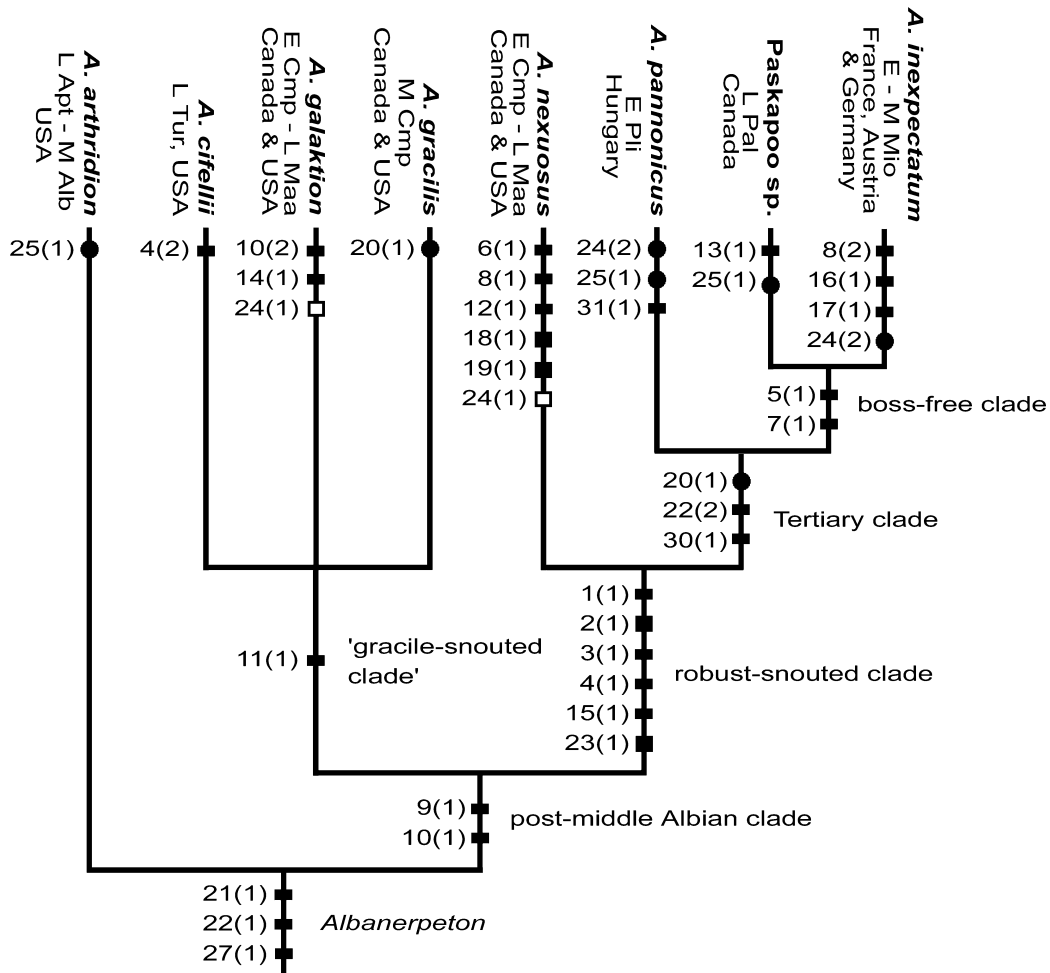 A. arthridion
L Apt - M Alb
USA
A. cifellii
L Tur, USA
A. galaktion
E Cmp - L Maa
Canada & USA
A. gracilis
M Cmp
Canada & USA
A. nexuosus
E Cmp - L Maa
Canada & USA
A. pannonicus
E Pli
Hungary
Paskapoo sp.
L Pal
Canada
A. inexpectatum
E - M Mio
France, Austria
& Germany
25(1)
4(2)
10(2)
14(1)
24(1)
20(1)
6(1)
8(1)
12(1)
18(1)
19(1)
24(1)
24(2)
25(1)
31(1)
13(1)
25(1)
8(2)
16(1)
17(1)
24(2)
5(1)
7(1)
boss-free clade
20(1)
22(2)
30(1)
Tertiary clade
11(1)
'gracile-snouted
clade'
1(1)
2(1)
3(1)
4(1)
15(1)
23(1)
robust-snouted clade
9(1)
10(1)
post-middle Albian clade
21(1)
22(1)
27(1)
Albanerpeton